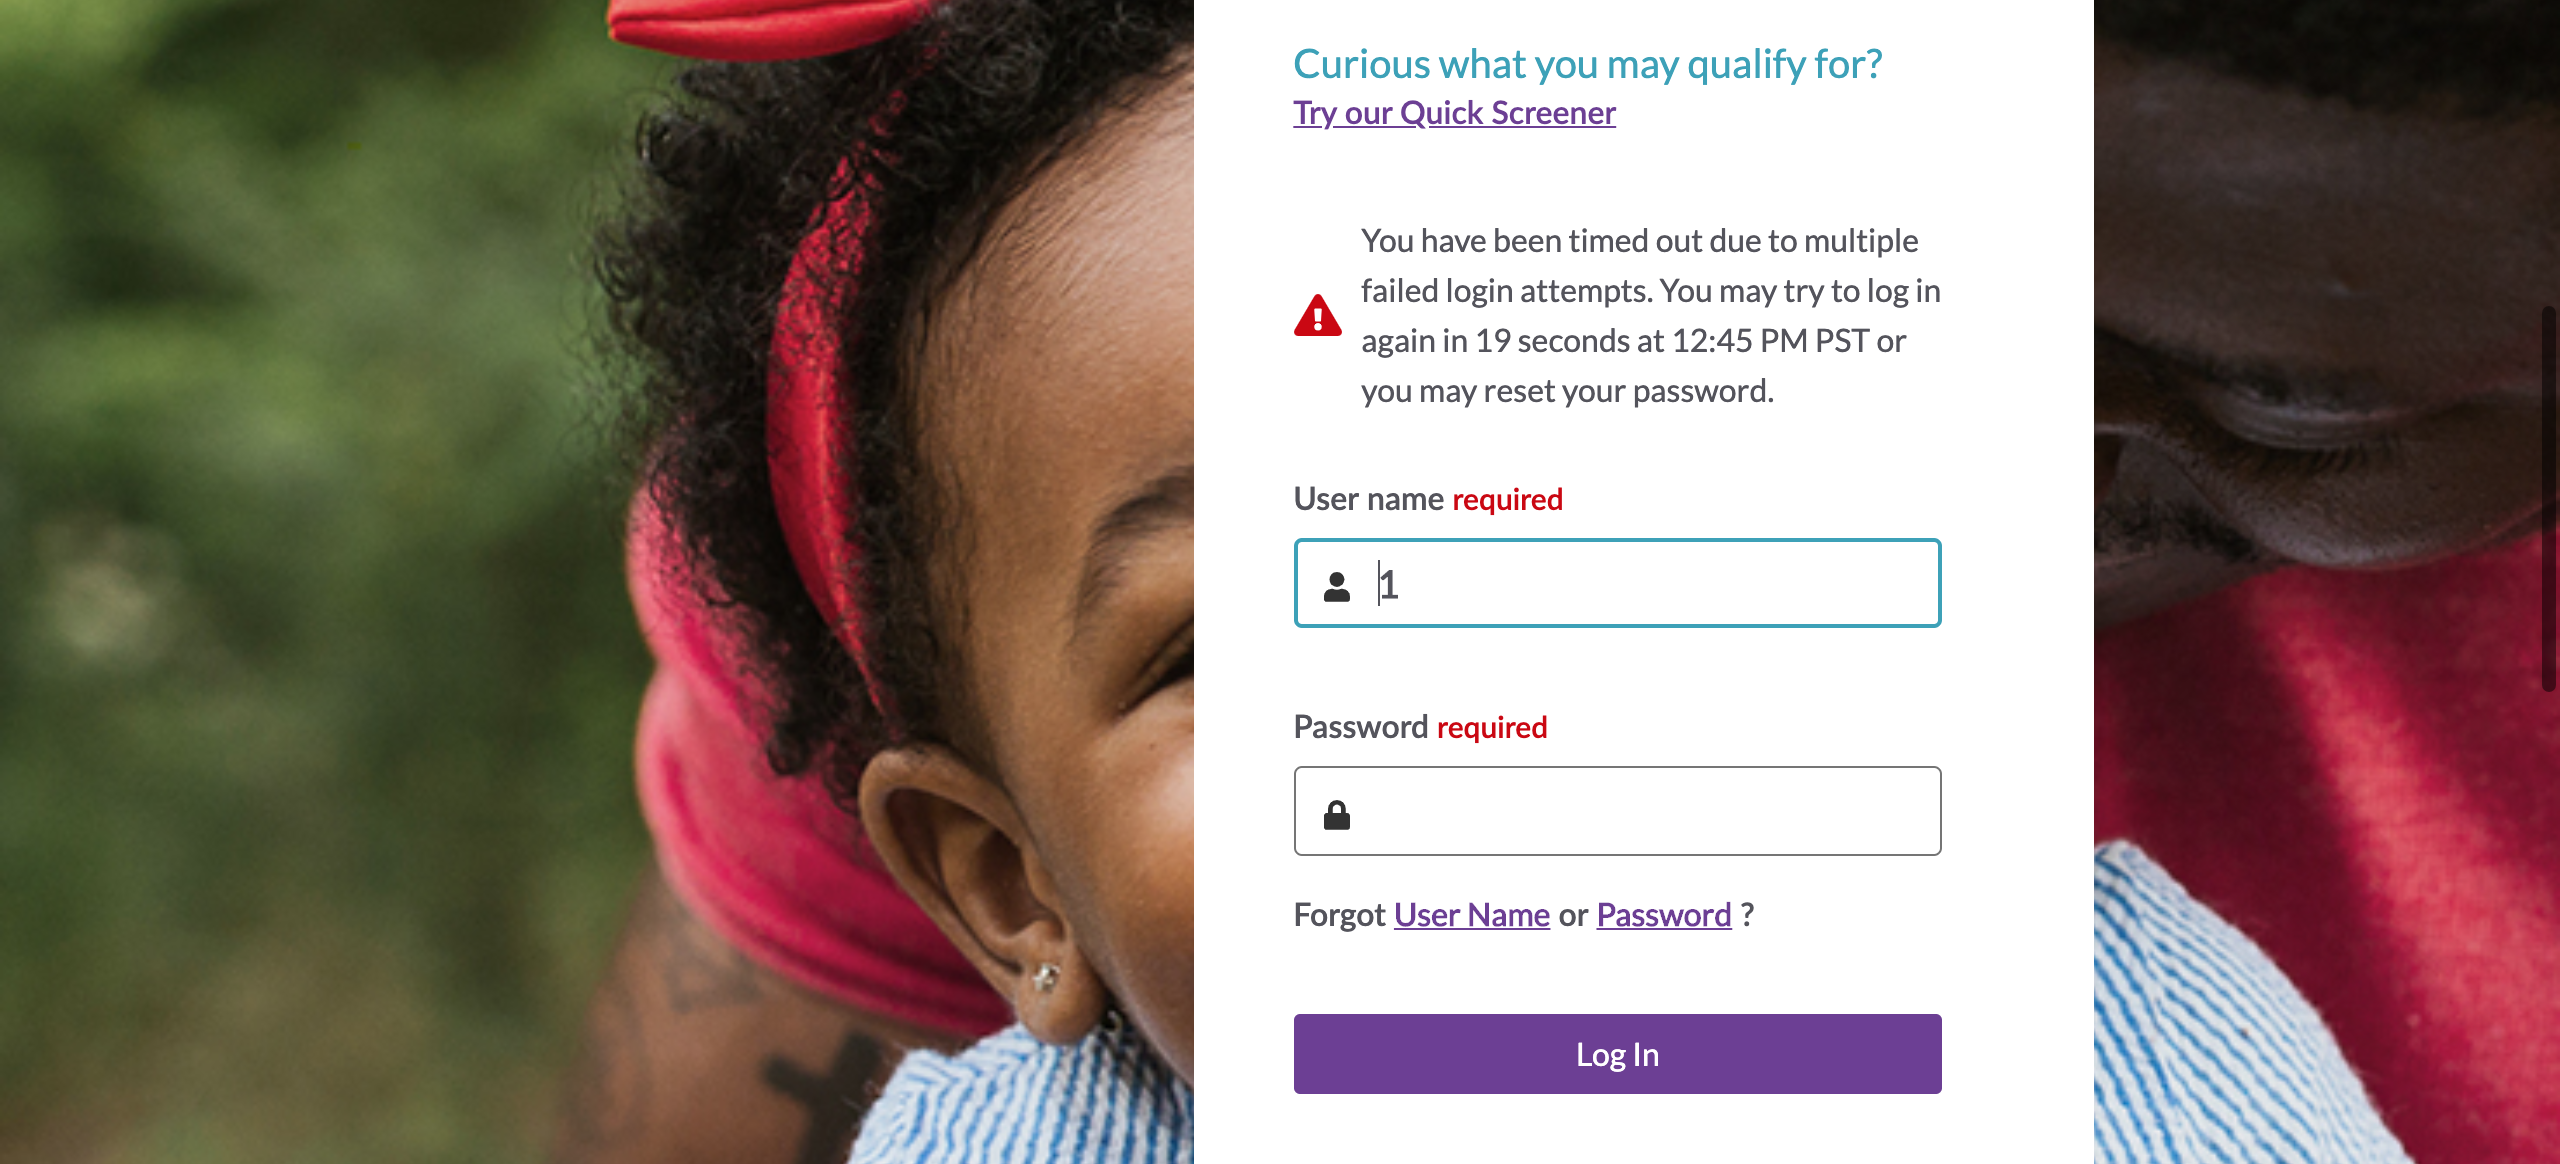 Curious what you may qualify for?
Try our Quick Screener
You have been timed out due to multiple
failed login attempts. You may try to log in
again in 19 seconds at 12:45 PM PST or
you may reset your password.
User name required
1
Password required
Forgot User Name or Password ?
Log In